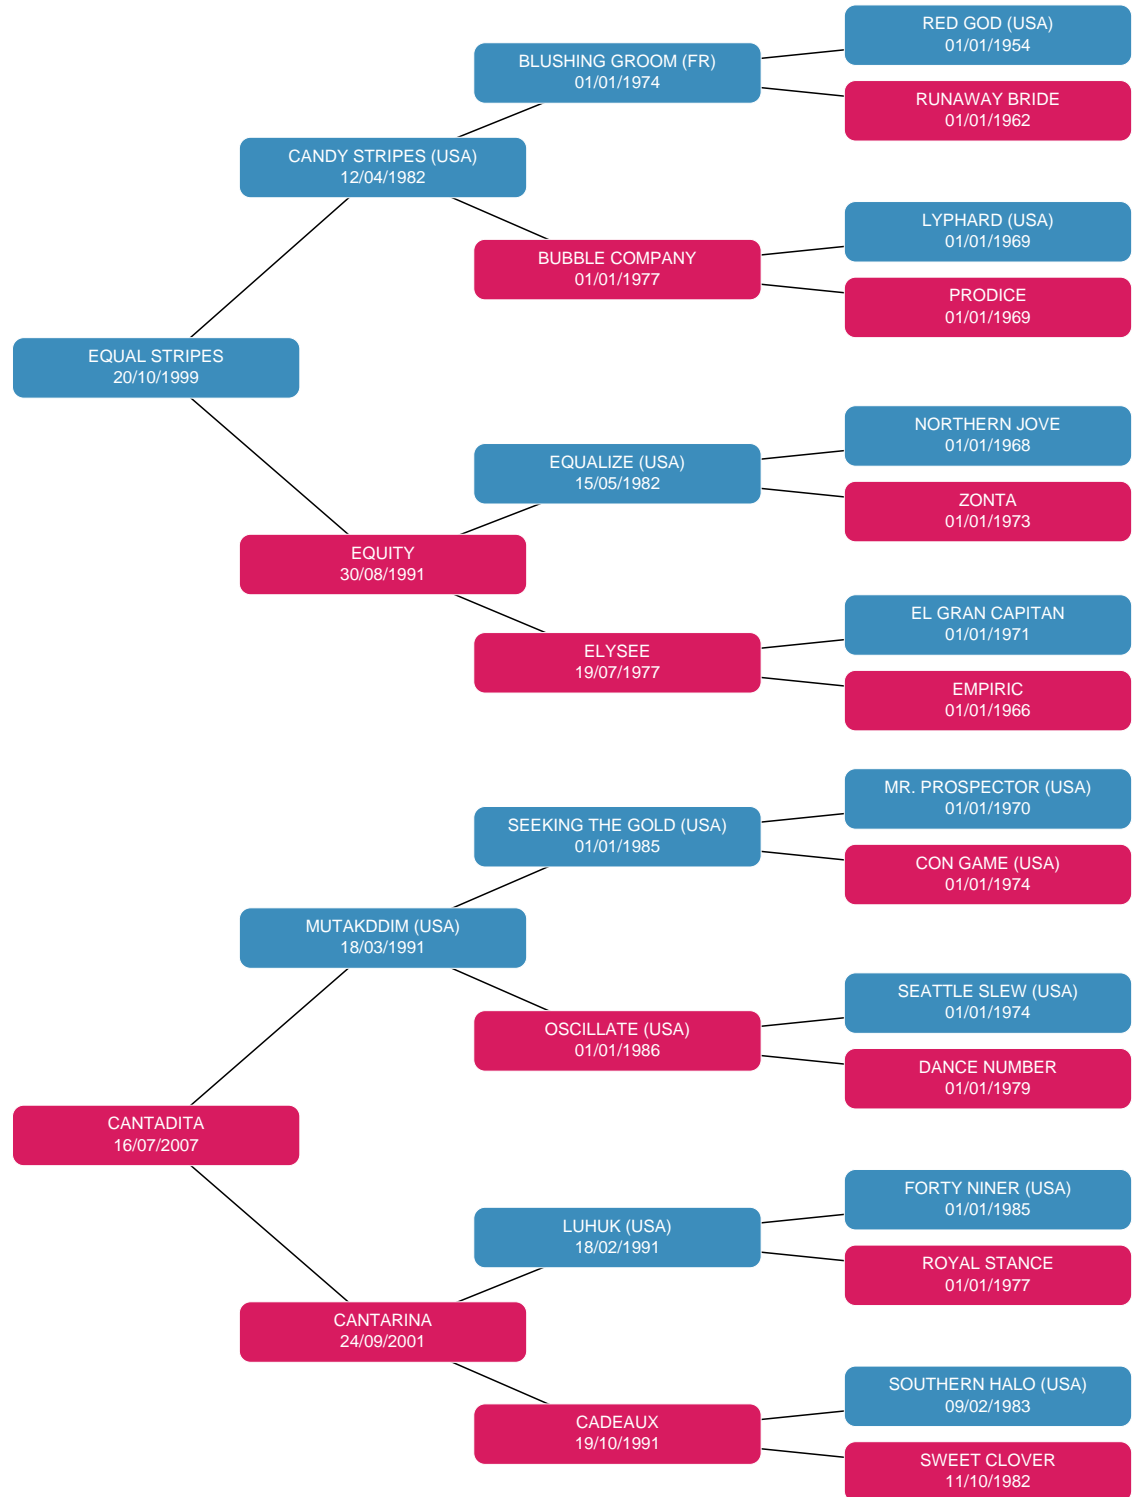 RED GOD (USA)
01/01/1954
BLUSHING GROOM (FR)
01/01/1974
RUNAWAY BRIDE
01/01/1962
CANDY STRIPES (USA)
12/04/1982
LYPHARD (USA)
01/01/1969
BUBBLE COMPANY
01/01/1977
PRODICE
01/01/1969
EQUAL STRIPES
20/10/1999
NORTHERN JOVE
01/01/1968
EQUALIZE (USA)
15/05/1982
ZONTA
01/01/1973
EQUITY
30/08/1991
EL GRAN CAPITAN
01/01/1971
ELYSEE
19/07/1977
EMPIRIC
01/01/1966
MR. PROSPECTOR (USA)
01/01/1970
SEEKING THE GOLD (USA)
01/01/1985
CON GAME (USA)
01/01/1974
MUTAKDDIM (USA)
18/03/1991
SEATTLE SLEW (USA)
01/01/1974
OSCILLATE (USA)
01/01/1986
DANCE NUMBER
01/01/1979
CANTADITA
16/07/2007
FORTY NINER (USA)
01/01/1985
LUHUK (USA)
18/02/1991
ROYAL STANCE
01/01/1977
CANTARINA
24/09/2001
SOUTHERN HALO (USA)
09/02/1983
CADEAUX
19/10/1991
SWEET CLOVER
11/10/1982